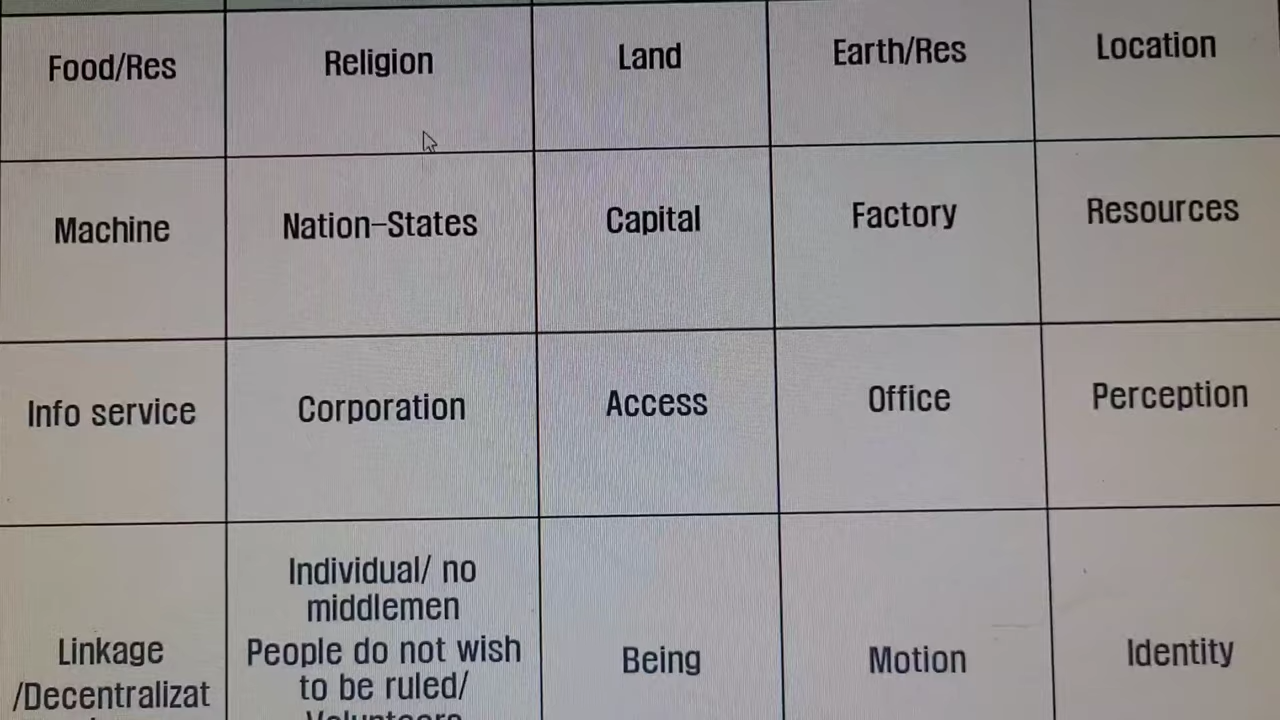 Food/Res
Religion
Land
Earth/Res
Location
Machine
Nation-States
Capital
Factory
Resources
Info service
Corporation
Access
Office
Perception
Linkage
/Decentralizat
Individual/ no
middlemen
People do not wish
to be ruled/
Being
Motion
Identity